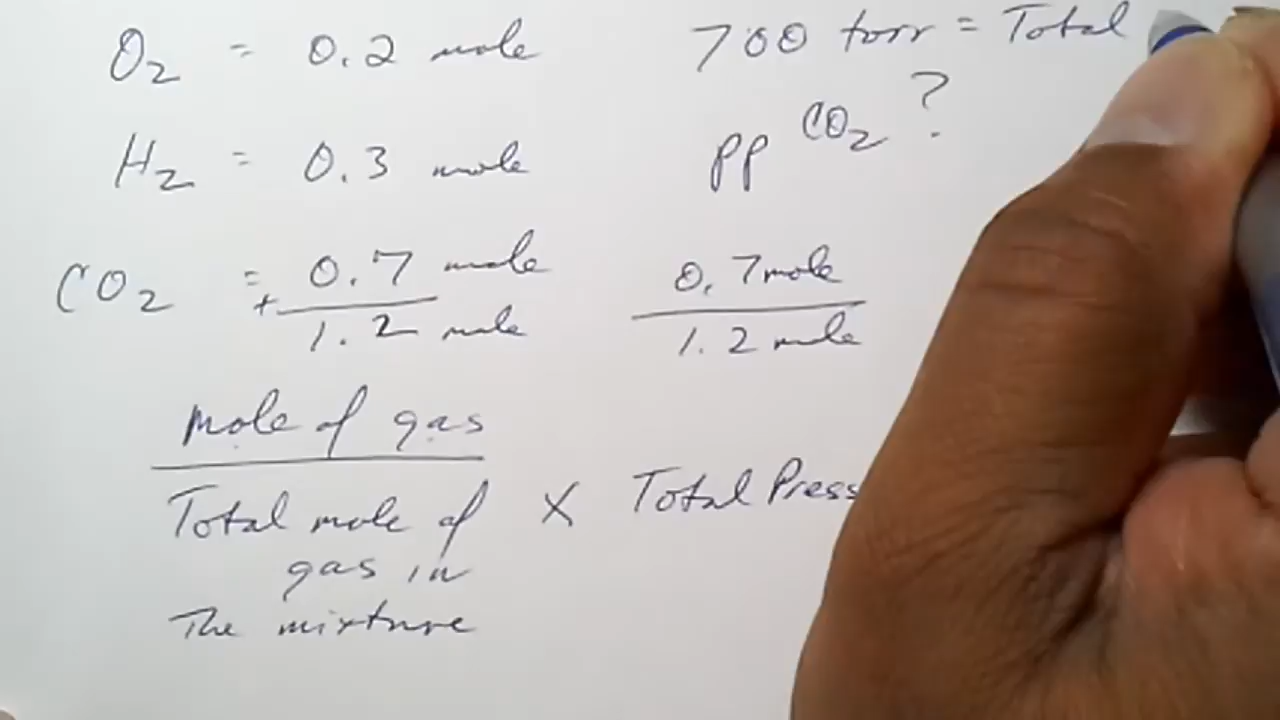 O2 = 0.2 mole
H2 = 0.3 mole
CO2 = 0.7 mole
+
1.2 mole
700 torr = Total
pp CO2 ?
0.7 mole
1.2 mole
mole of gas
Total mole of
gas in
The mixture
X Total Press